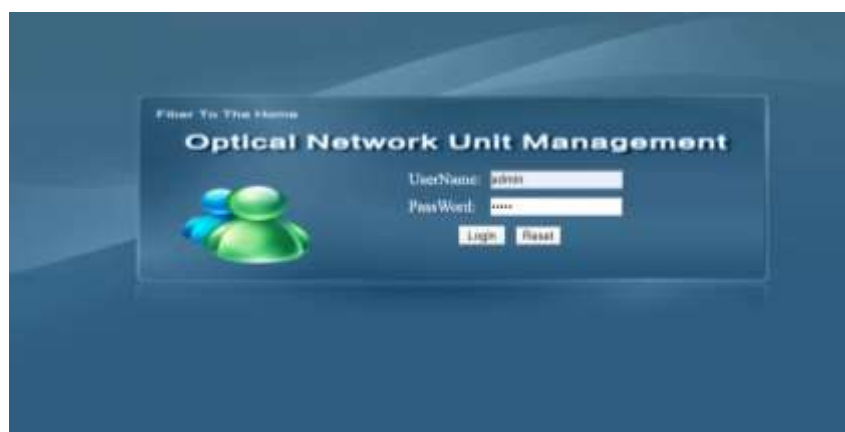 Fiber To The Home
Optical Network Unit Management
UserName: admin
PassWord: •••••
Login Reset